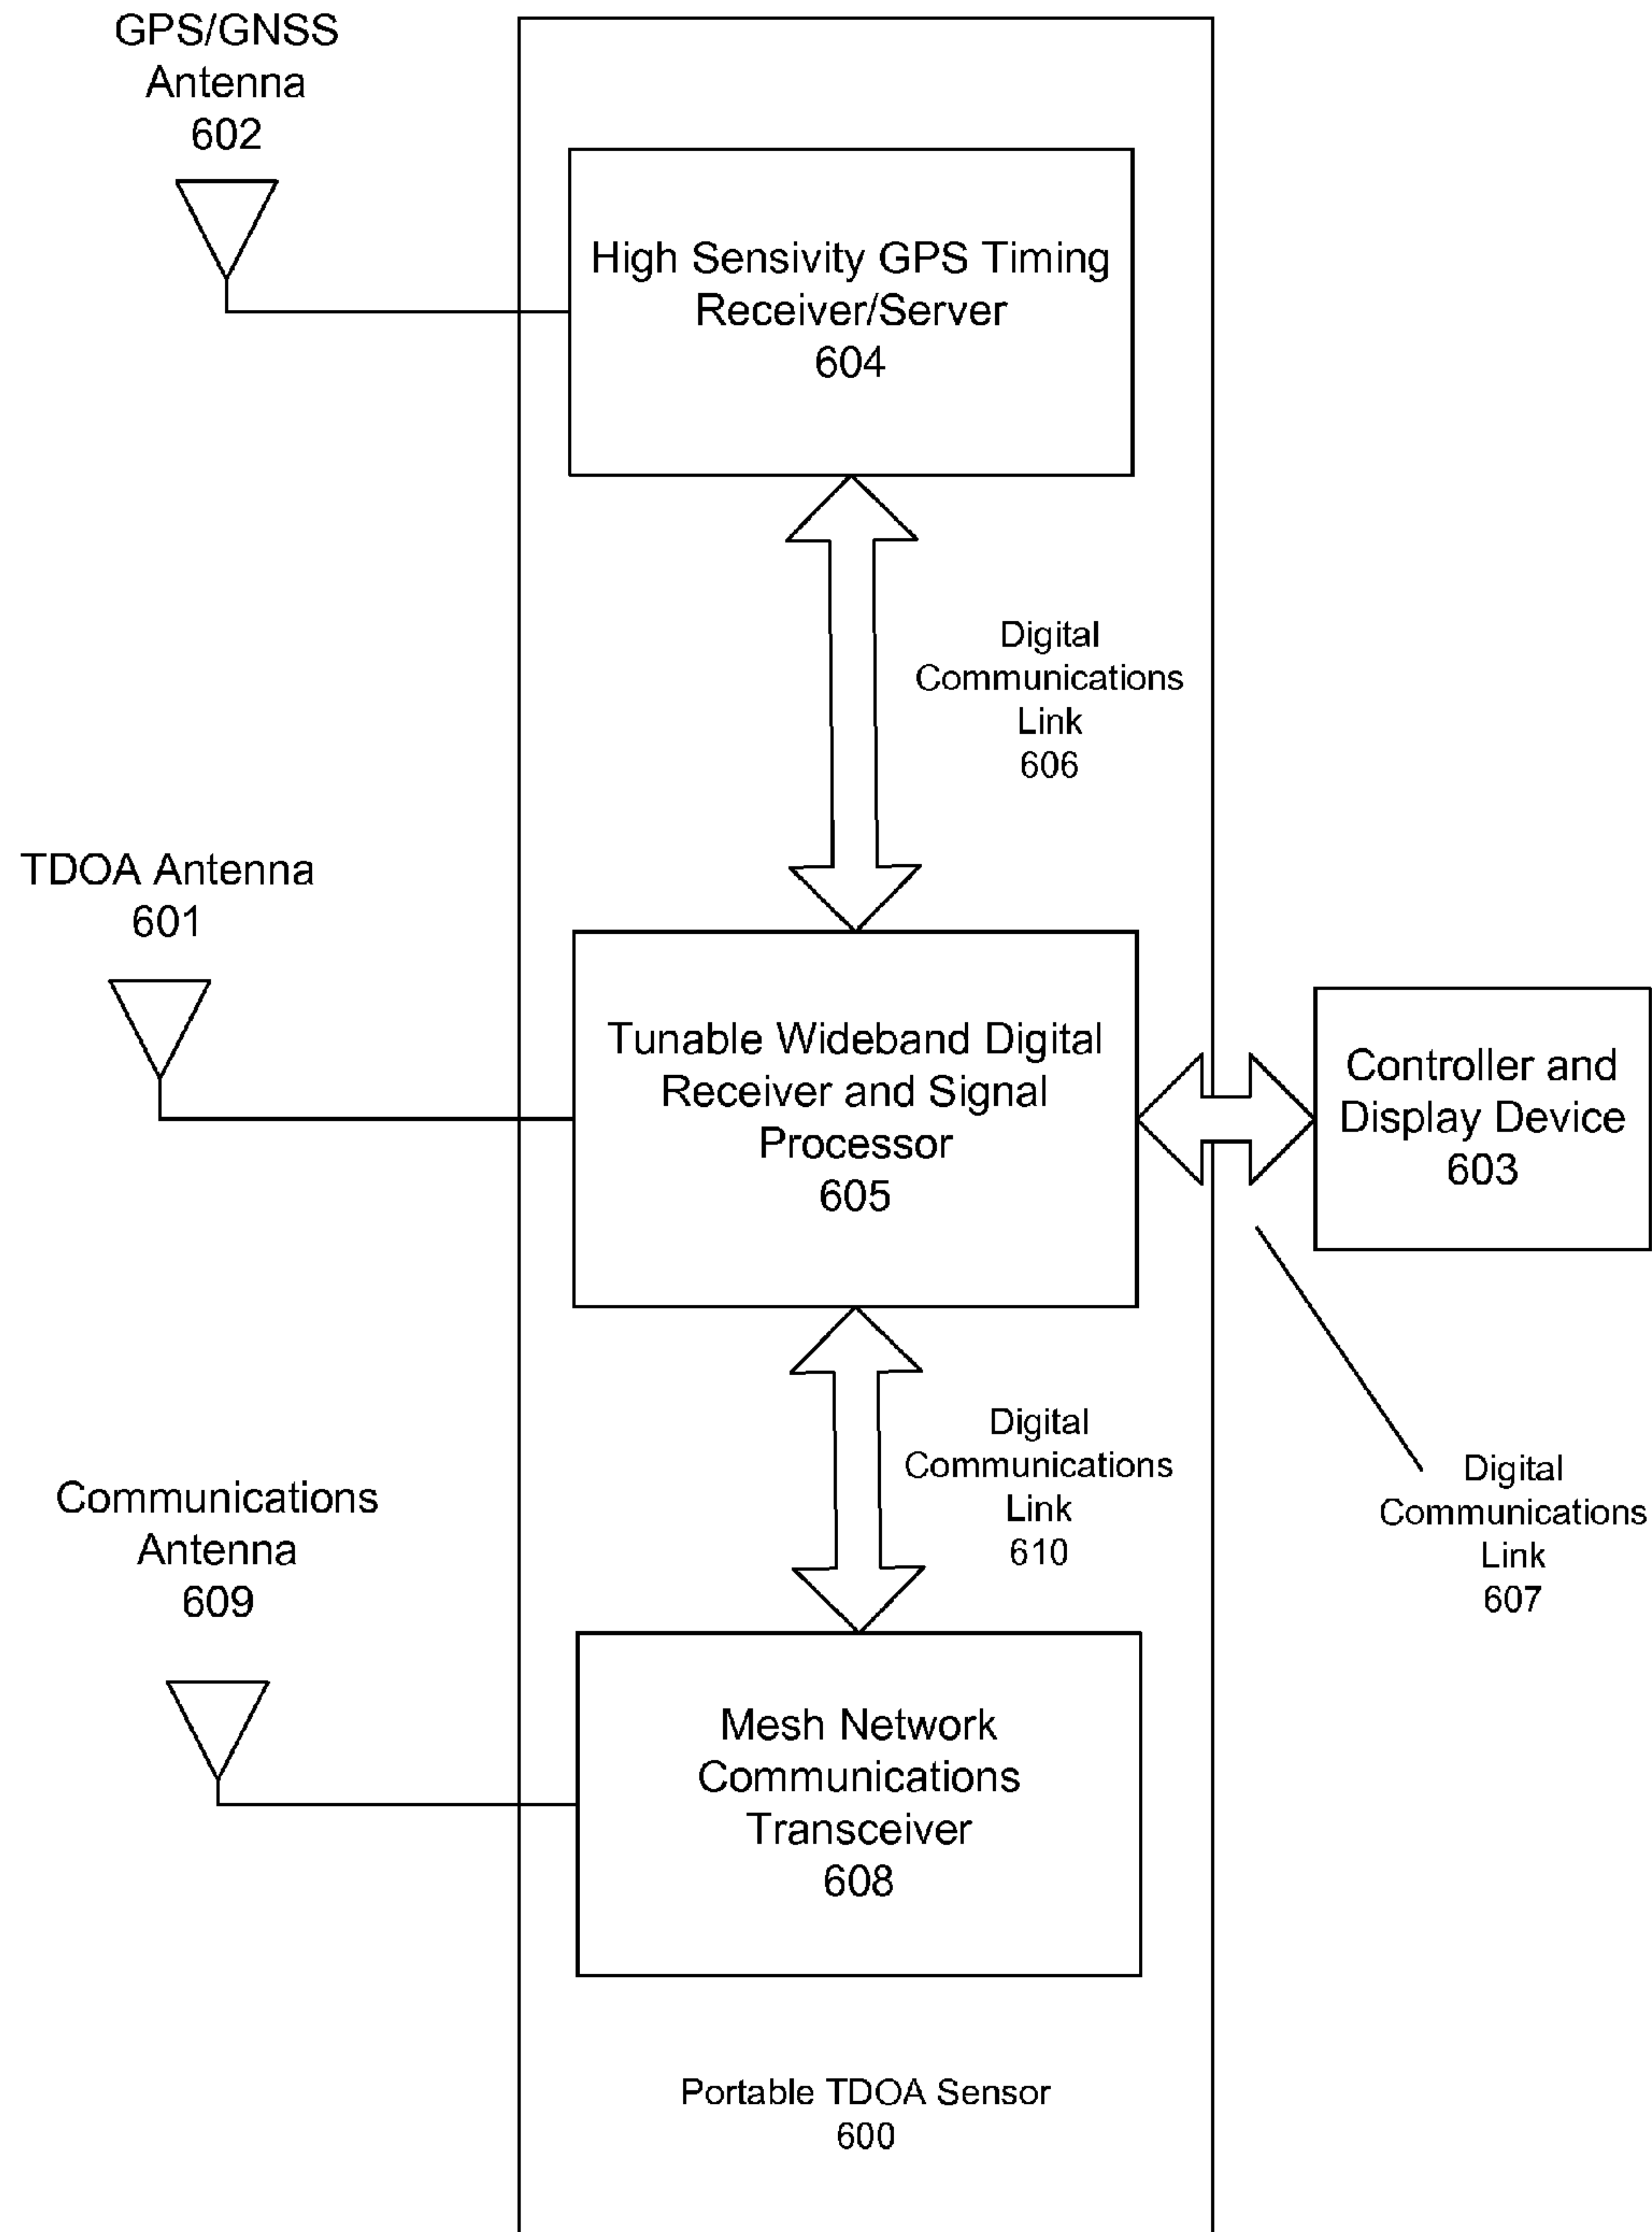 GPS/GNSS
Antenna
602
High Sensivity GPS Timing
Receiver/Server
604
Digital
Communications
Link
606
TDOA Antenna
601
Tunable Wideband Digital
Receiver and Signal
Processor
605
Controller and
Display Device
603
Digital
Communications
Link
610
Digital
Communications
Link
607
Communications
Antenna
609
Mesh Network
Communications
Transceiver
608
Portable TDOA Sensor
600